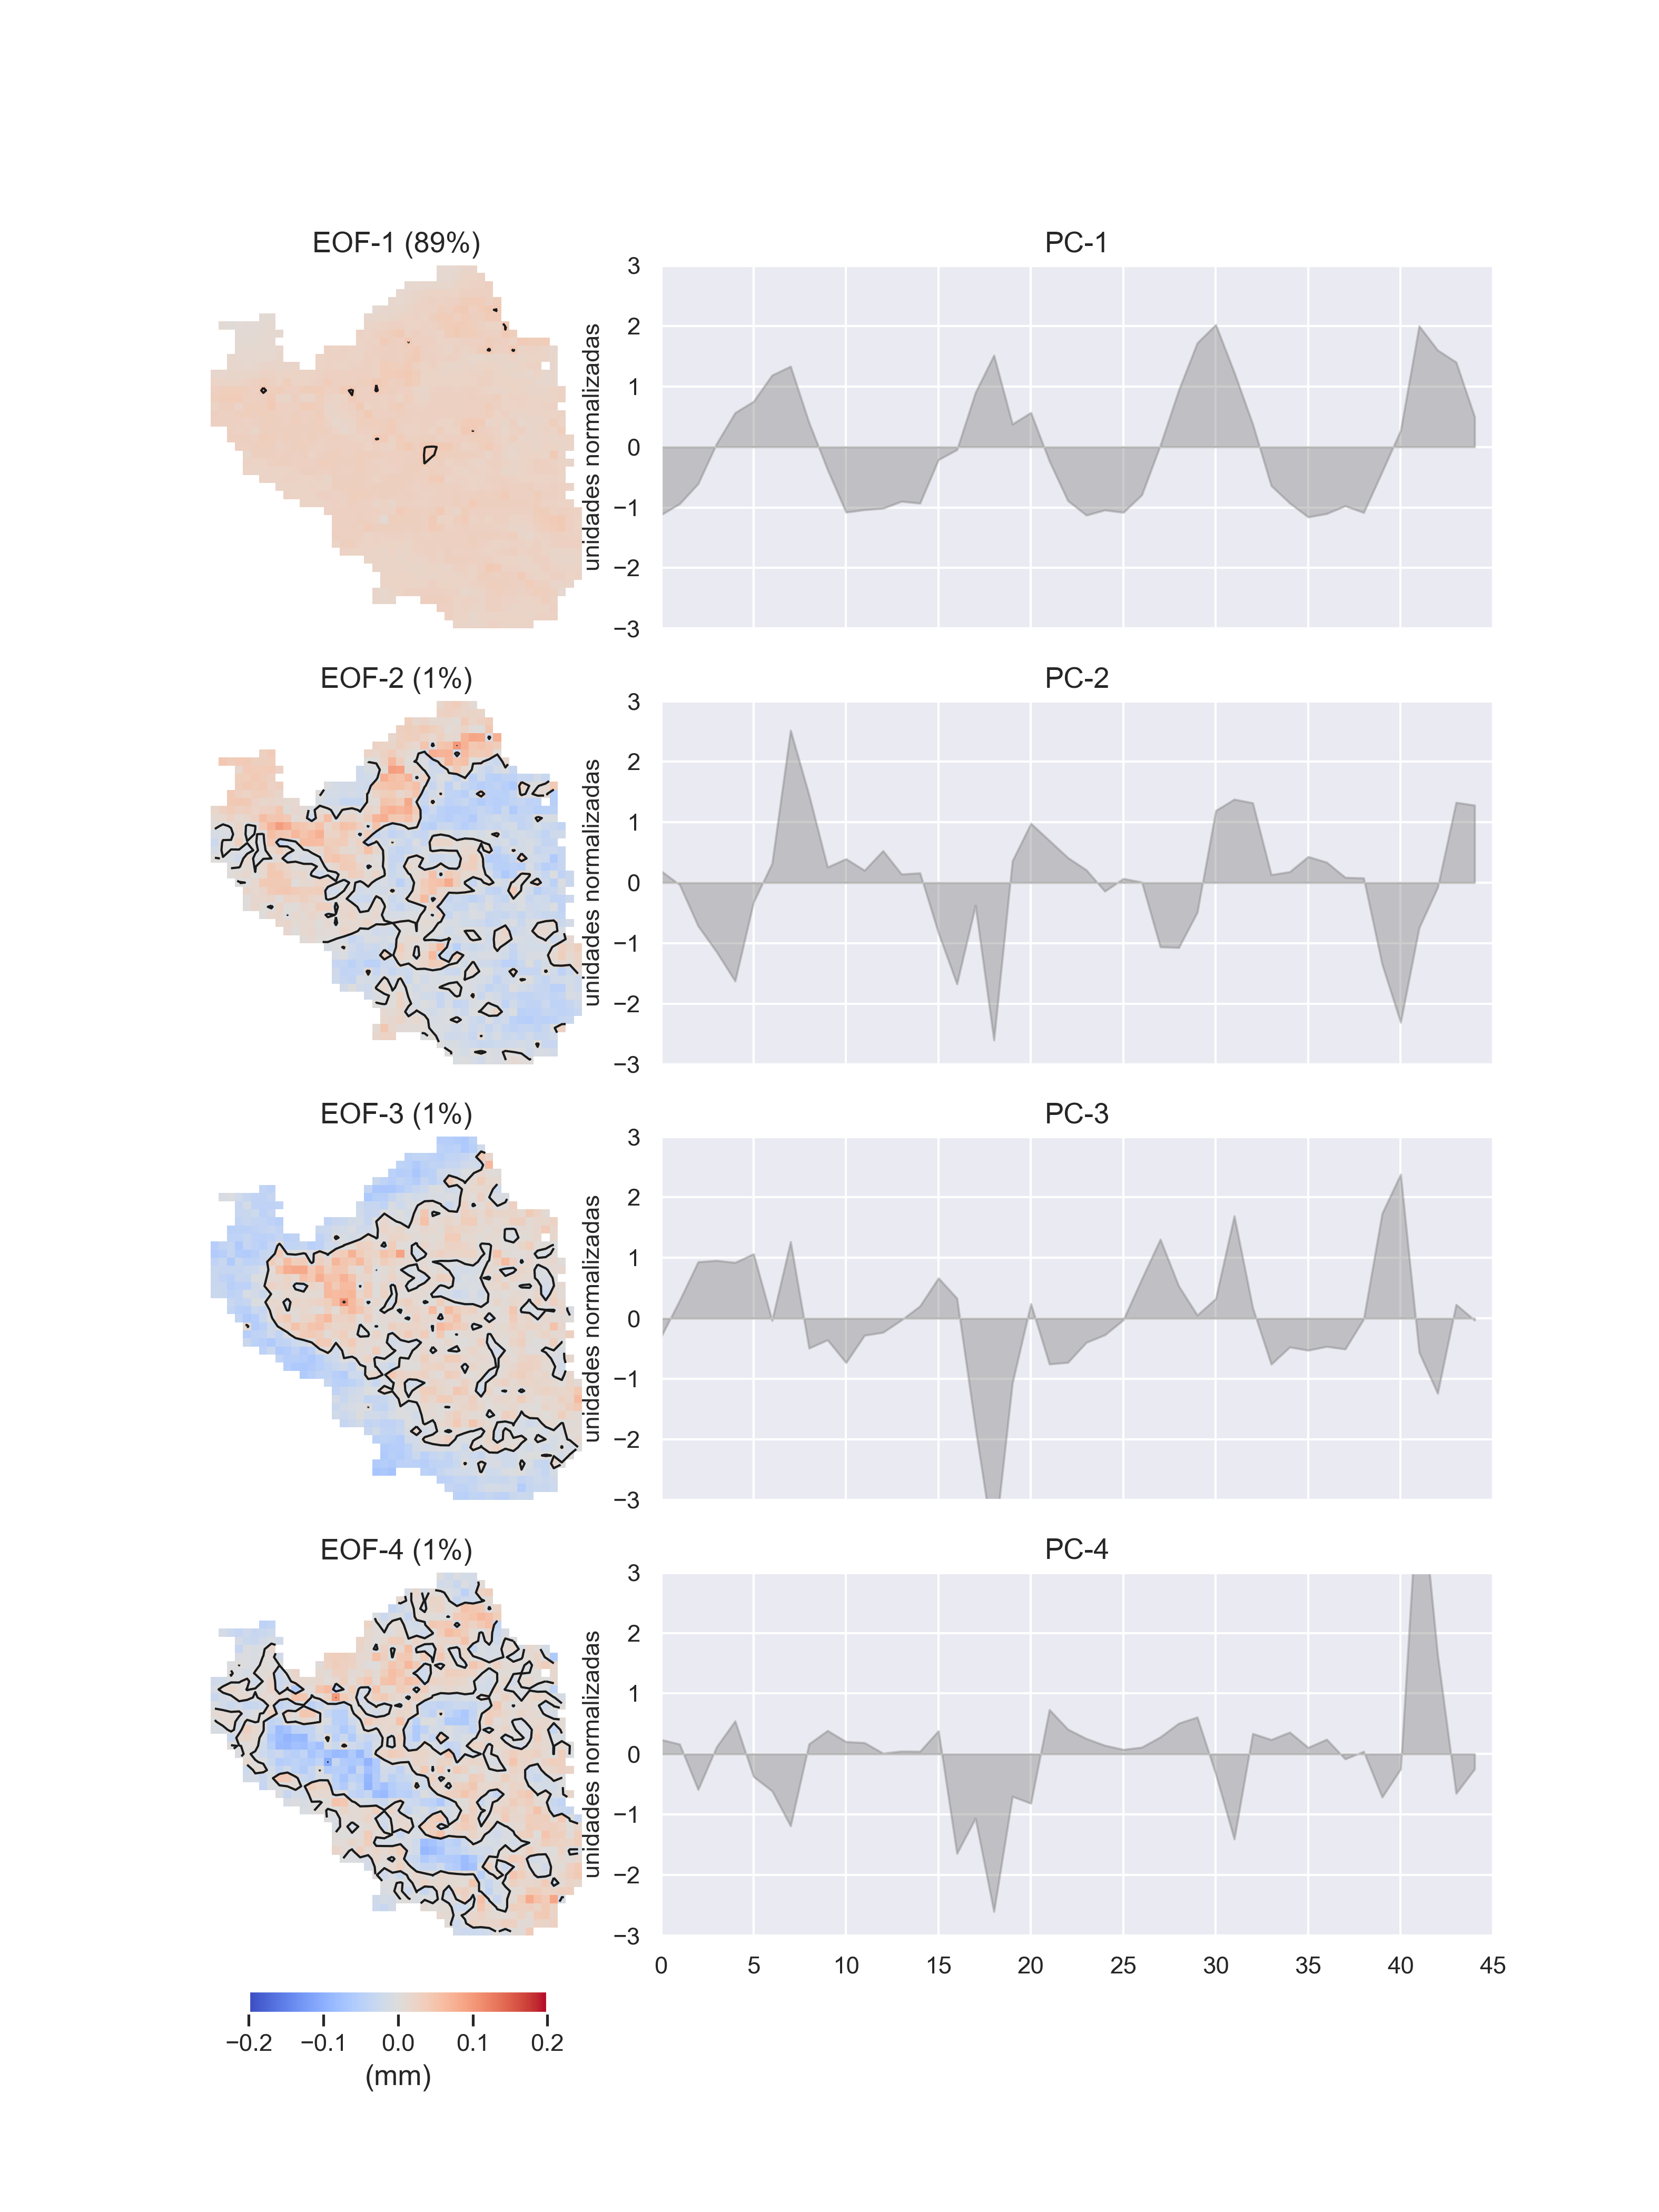 EOF-1 (89%)
PC-1
unidades normalizadas
3
2
1
0
−1
−2
−3
EOF-2 (1%)
PC-2
unidades normalizadas
3
2
1
0
−1
−2
−3
EOF-3 (1%)
PC-3
unidades normalizadas
3
2
1
0
−1
−2
−3
EOF-4 (1%)
PC-4
unidades normalizadas
3
2
1
0
−1
−2
−3
0 5 10 15 20 25 30 35 40 45
−0.2 −0.1 0.0 0.1 0.2
(mm)